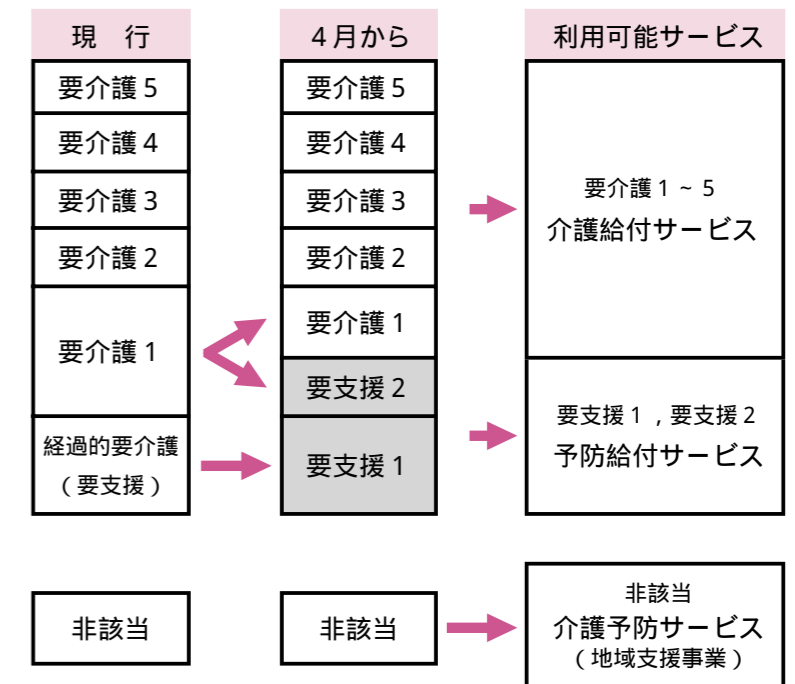 現　行
要介護５
要介護４
要介護３
要介護２
要介護１
経過的要介護
（要支援）
非該当
４月から
要介護５
要介護４
要介護３
要介護２
要介護１
要支援２
要支援１
非該当
利用可能サービス
要介護１～５
介護給付サービス
要支援１，要支援２
予防給付サービス
非該当
介護予防サービス
（地域支援事業）